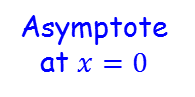 Asymptote
at x = 0